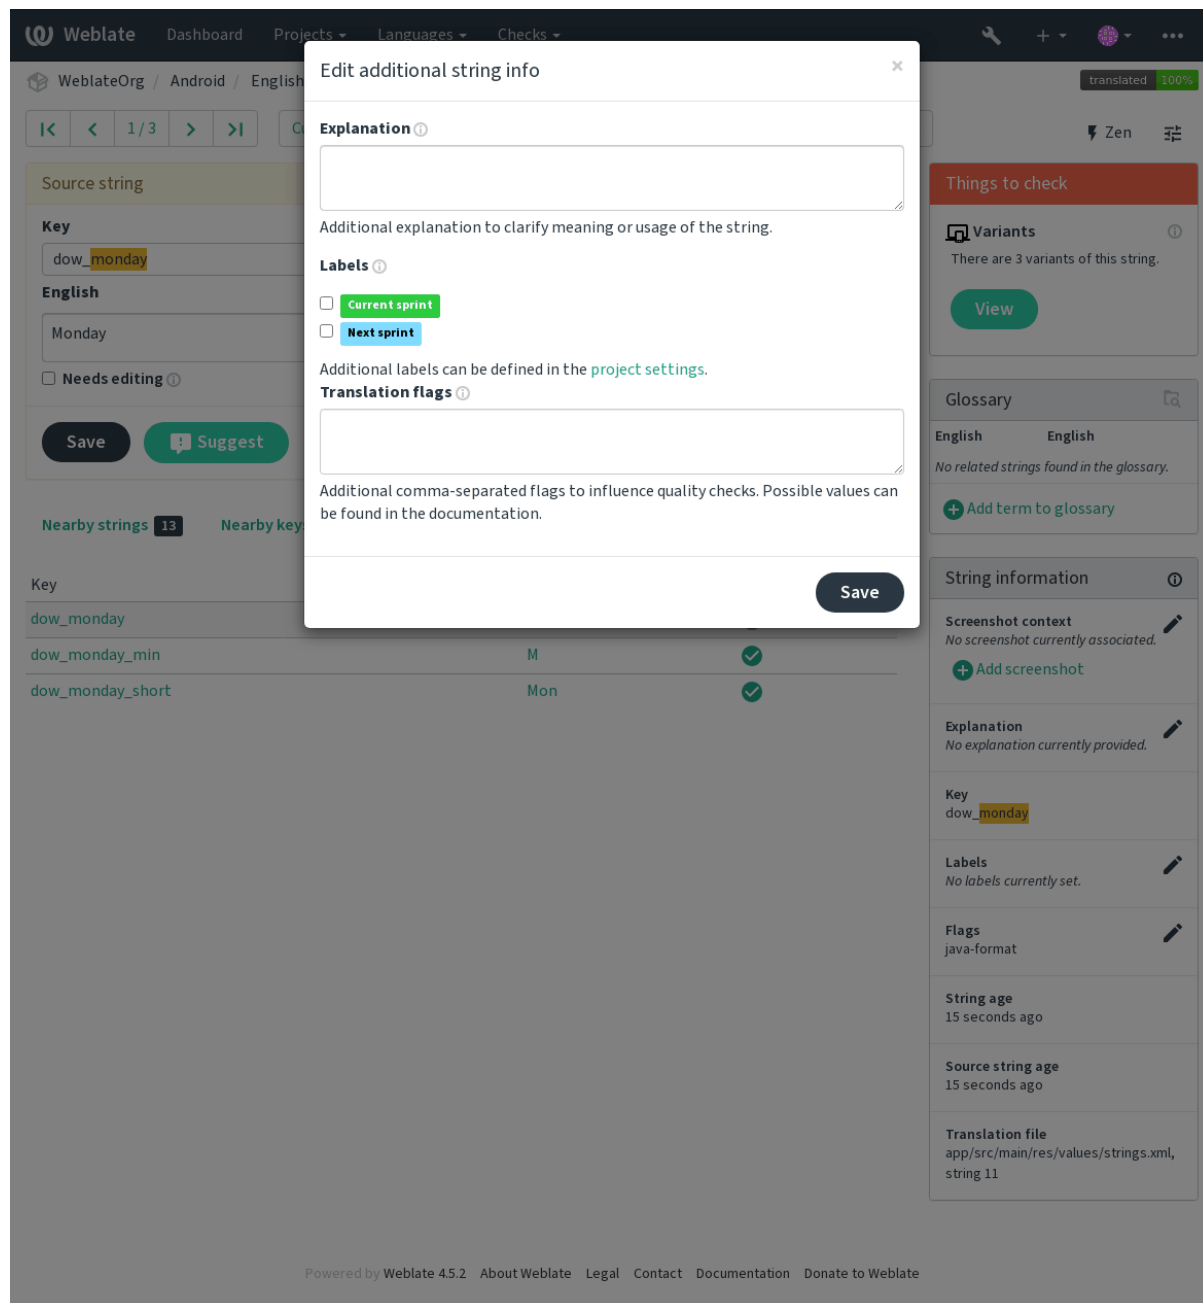 Weblate Dashboard Projects Languages Checks
WeblateOrg / Android / English
translated 100%
1 / 3
Zen
Edit additional string info
×
Explanation
Additional explanation to clarify meaning or usage of the string.
Labels
Current sprint
Next sprint
Additional labels can be defined in the project settings.
Translation flags
Additional comma-separated flags to influence quality checks. Possible values can
be found in the documentation.
Save
Source string
Key
dow_monday
English
Monday
Needs editing
Save
Suggest
Nearby strings 13
Nearby key
Key
dow_monday
dow_monday_min M
dow_monday_short Mon
Things to check
Variants
There are 3 variants of this string.
View
Glossary
English English
No related strings found in the glossary.
Add term to glossary
String information
Screenshot context
No screenshot currently associated.
Add screenshot
Explanation
No explanation currently provided.
Key
dow_monday
Labels
No labels currently set.
Flags
java-format
String age
15 seconds ago
Source string age
15 seconds ago
Translation file
app/src/main/res/values/strings.xml,
string 11
Powered by Weblate 4.5.2 About Weblate Legal Contact Documentation Donate to Weblate